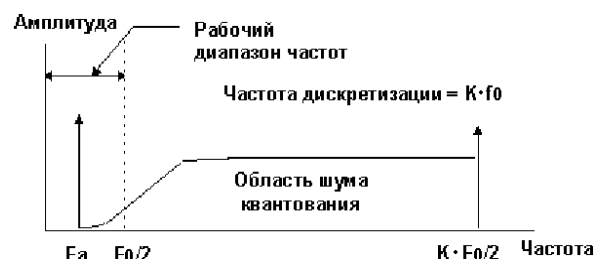 Амплитуда
Рабочий
диапазон частот
Частота дискретизации = K·f0
Область шума
квантования
Fa F0/2 K·F0/2 Частота